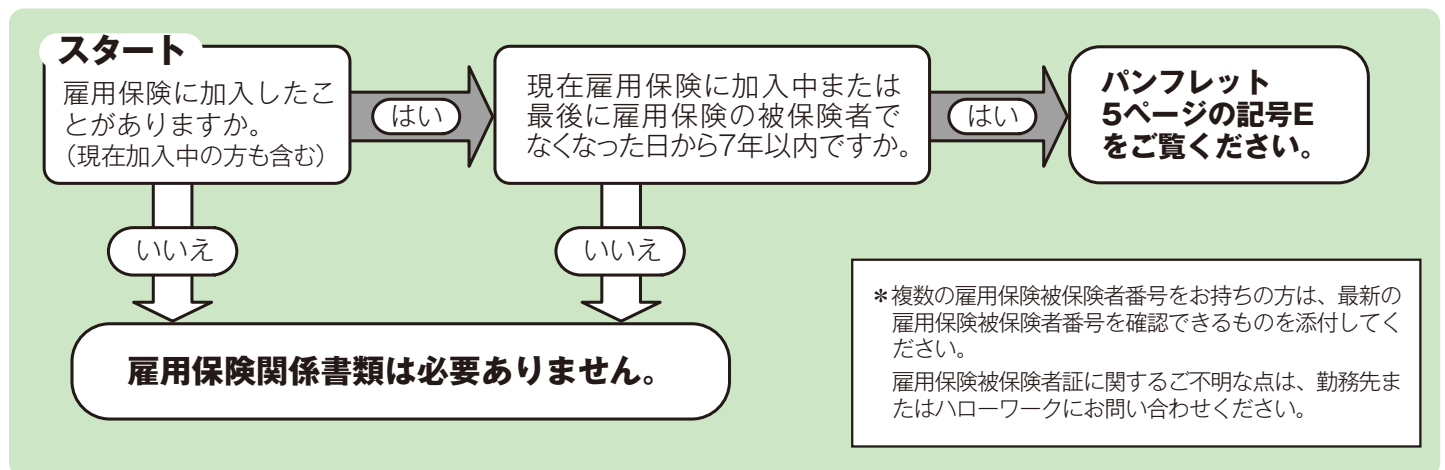 スタート
雇用保険に加入したこ
とがありますか。
（現在加入中の方も含む）
はい
現在雇用保険に加入中または
最後に雇用保険の被保険者で
なくなった日から7年以内ですか。
はい
パンフレット
5ページの記号E
をご覧ください。
いいえ
いいえ
雇用保険関係書類は必要ありません。
＊複数の雇用保険被保険者番号をお持ちの方は、最新の
雇用保険被保険者番号を確認できるものを添付してく
ださい。
雇用保険被保険者証に関するご不明な点は、勤務先ま
たはハローワークにお問い合わせください。